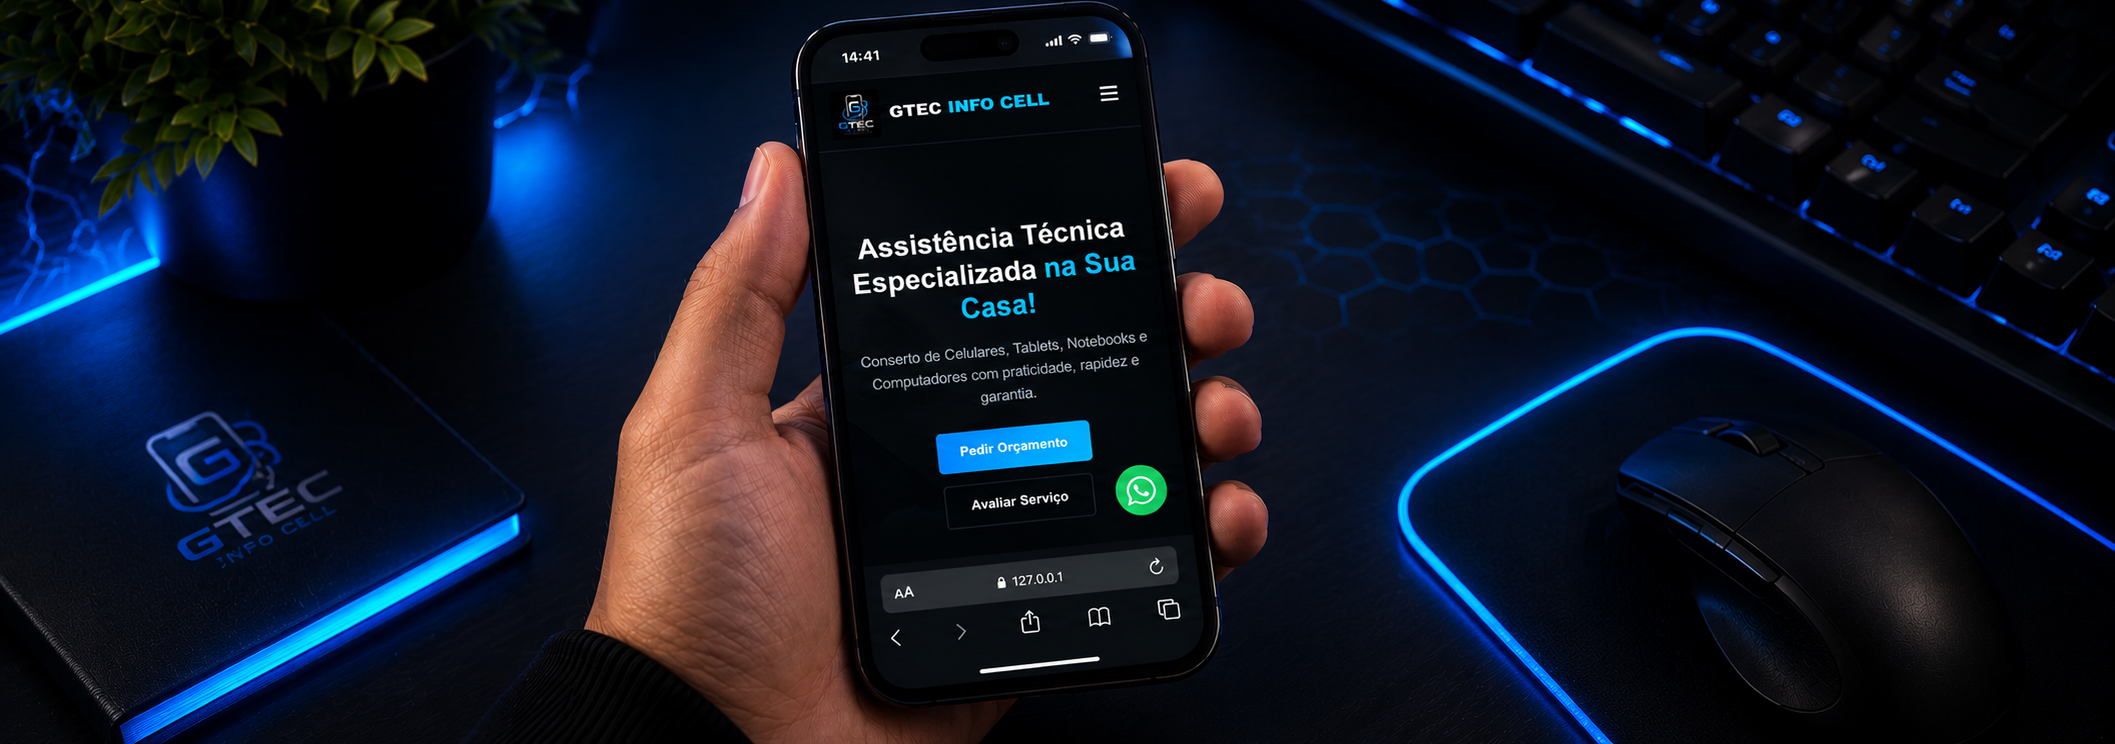 14:41
GTEC
GTEC INFO CELL
Assistência Técnica
Especializada na Sua
Casa!
Conserto de Celulares, Tablets, Notebooks e
Computadores com praticidade, rapidez e
garantia.
Pedir Orçamento
Avaliar Serviço
AA
127.0.0.1
G
GTEC
INFO CELL